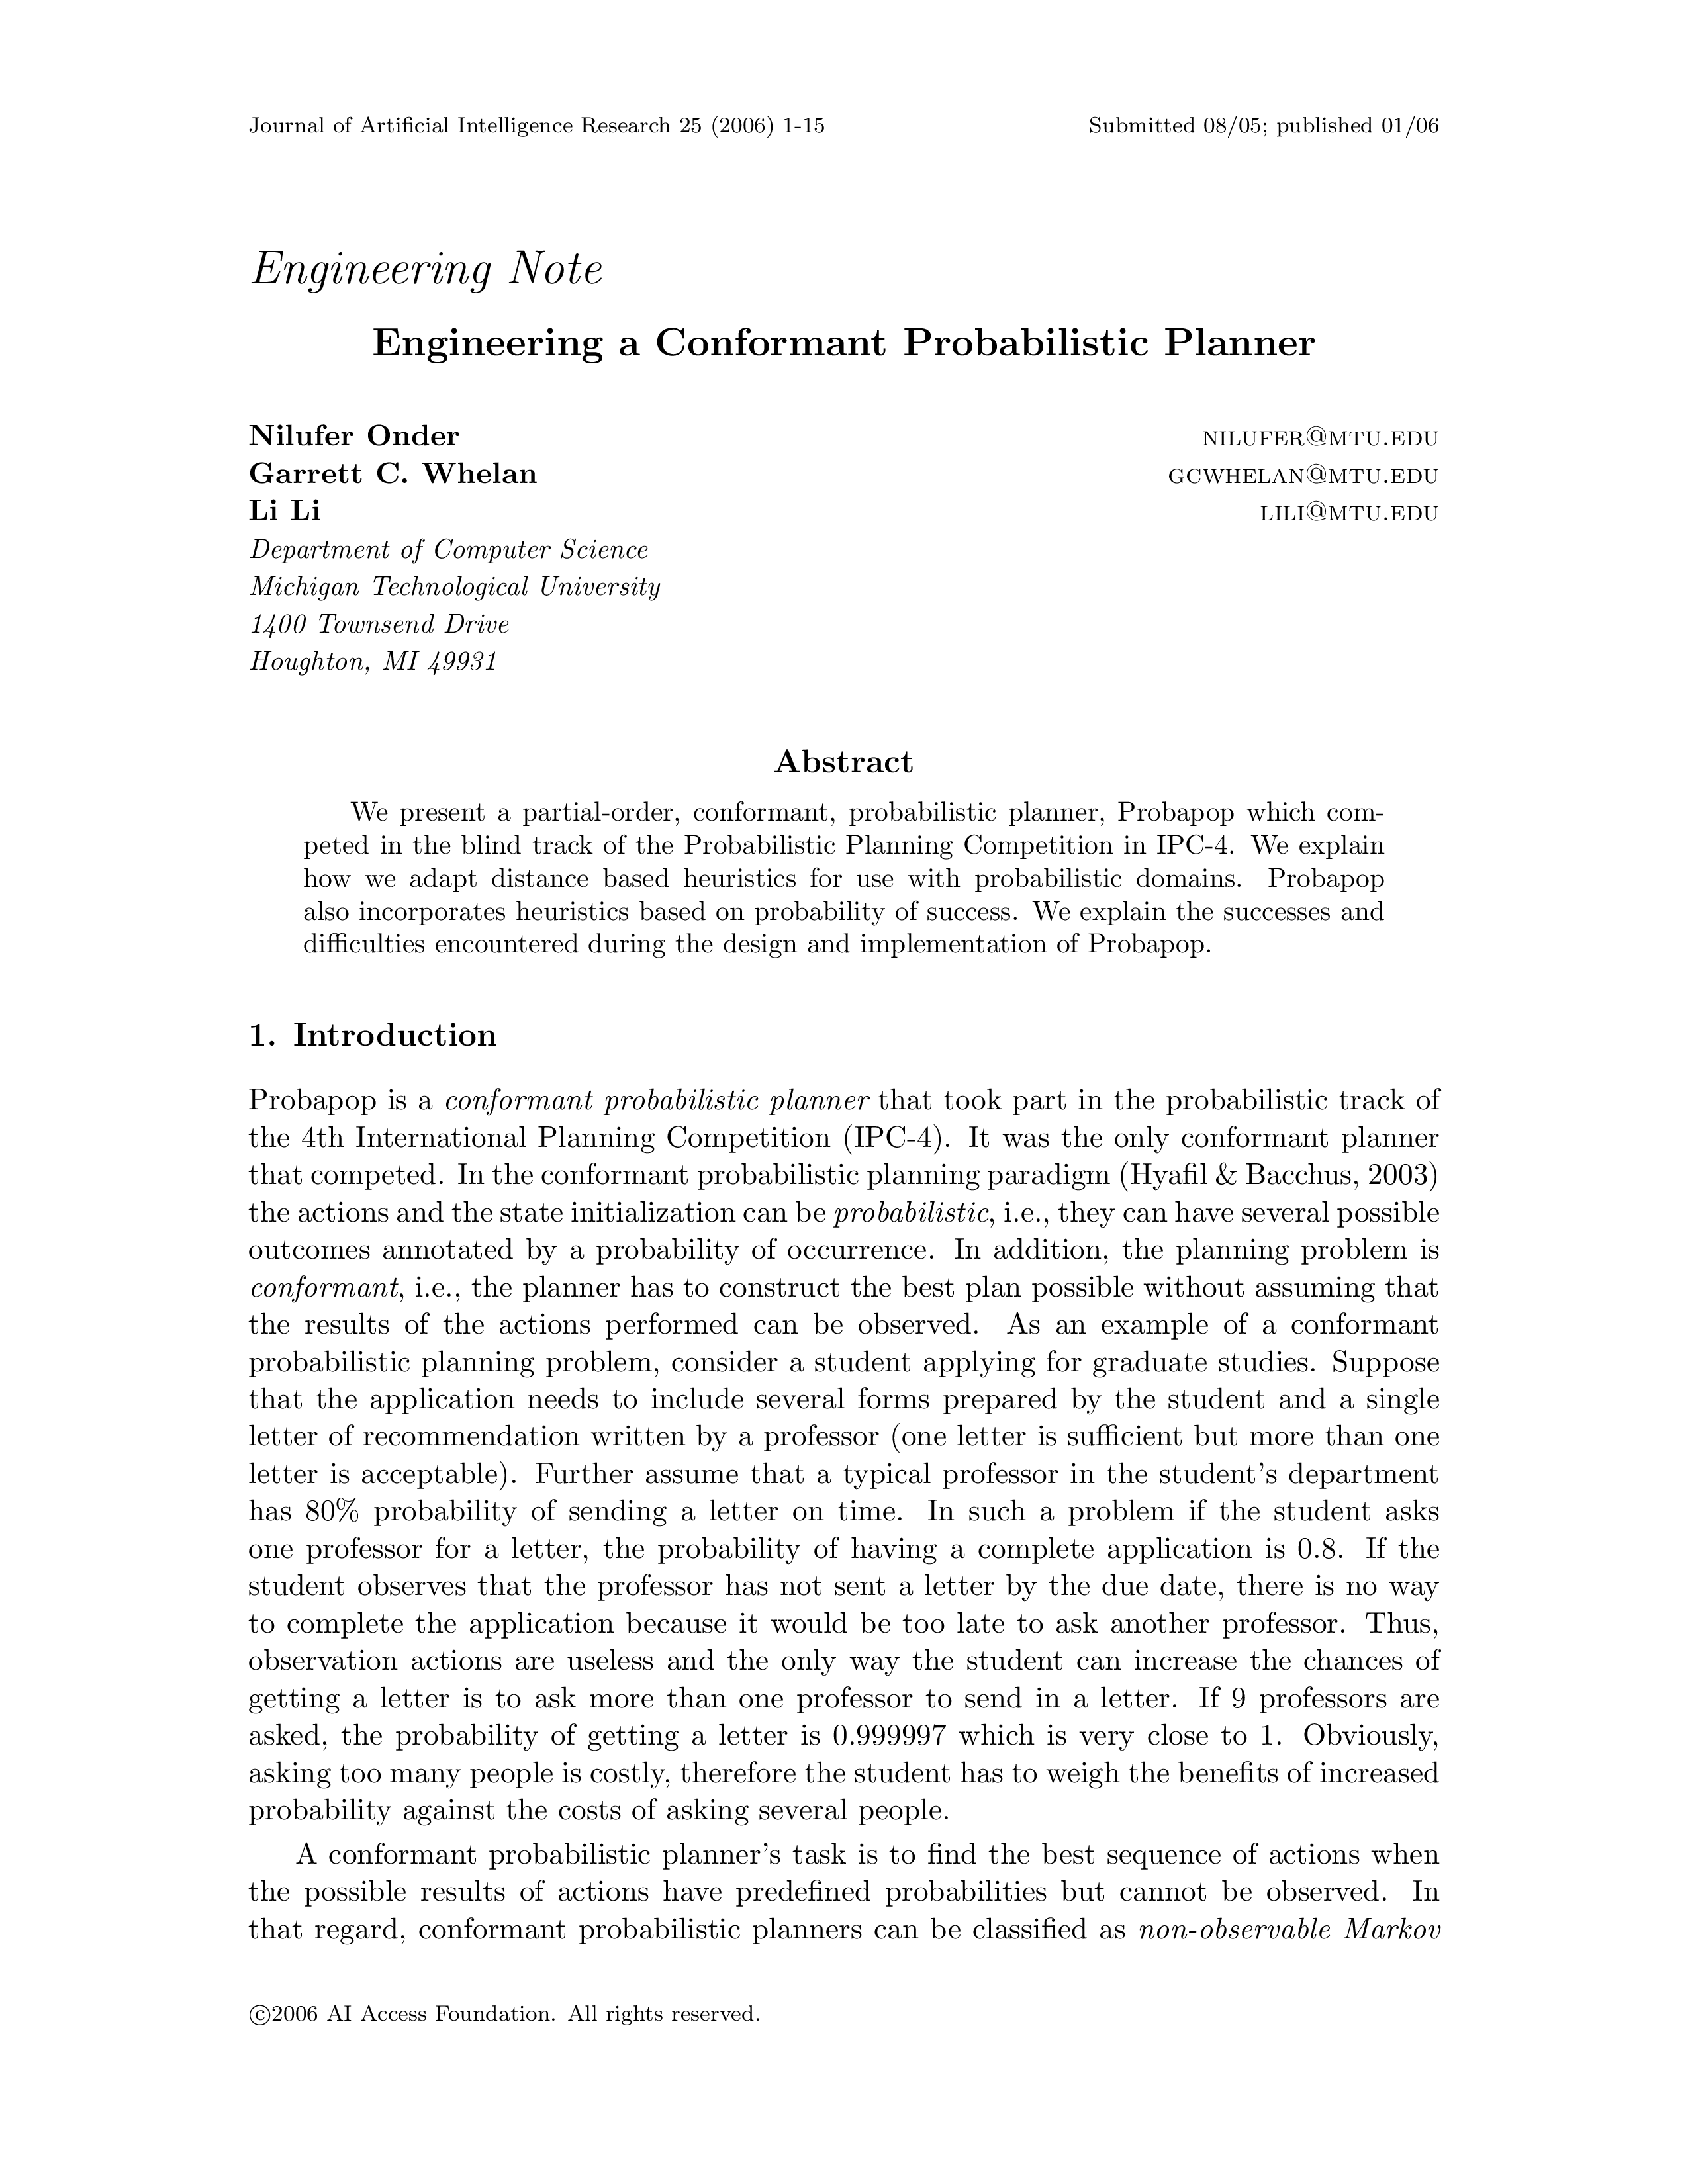 Journal of Artificial Intelligence Research 25 (2006) 1-15 Submitted 08/05; published 01/06
Engineering Note
Engineering a Conformant Probabilistic Planner
Nilufer Onder NILUFER@MTU.EDU
Garrett C. Whelan GCWHELAN@MTU.EDU
Li Li LILI@MTU.EDU
Department of Computer Science
Michigan Technological University
1400 Townsend Drive
Houghton, MI 49931
Abstract
We present a partial-order, conformant, probabilistic planner, Probapop which com-
peted in the blind track of the Probabilistic Planning Competition in IPC-4. We explain
how we adapt distance based heuristics for use with probabilistic domains. Probapop
also incorporates heuristics based on probability of success. We explain the successes and
difficulties encountered during the design and implementation of Probapop.
1. Introduction
Probapop is a conformant probabilistic planner that took part in the probabilistic track of
the 4th International Planning Competition (IPC-4). It was the only conformant planner
that competed. In the conformant probabilistic planning paradigm (Hyafil & Bacchus, 2003)
the actions and the state initialization can be probabilistic, i.e., they can have several possible
outcomes annotated by a probability of occurrence. In addition, the planning problem is
conformant, i.e., the planner has to construct the best plan possible without assuming that
the results of the actions performed can be observed. As an example of a conformant
probabilistic planning problem, consider a student applying for graduate studies. Suppose
that the application needs to include several forms prepared by the student and a single
letter of recommendation written by a professor (one letter is sufficient but more than one
letter is acceptable). Further assume that a typical professor in the student's department
has 80% probability of sending a letter on time. In such a problem if the student asks
one professor for a letter, the probability of having a complete application is 0.8. If the
student observes that the professor has not sent a letter by the due date, there is no way
to complete the application because it would be too late to ask another professor. Thus,
observation actions are useless and the only way the student can increase the chances of
getting a letter is to ask more than one professor to send in a letter. If 9 professors are
asked, the probability of getting a letter is 0.999997 which is very close to 1. Obviously,
asking too many people is costly, therefore the student has to weigh the benefits of increased
probability against the costs of asking several people.
A conformant probabilistic planner's task is to find the best sequence of actions when
the possible results of actions have predefined probabilities but cannot be observed. In
that regard, conformant probabilistic planners can be classified as non-observable Markov
©2006 AI Access Foundation. All rights reserved.